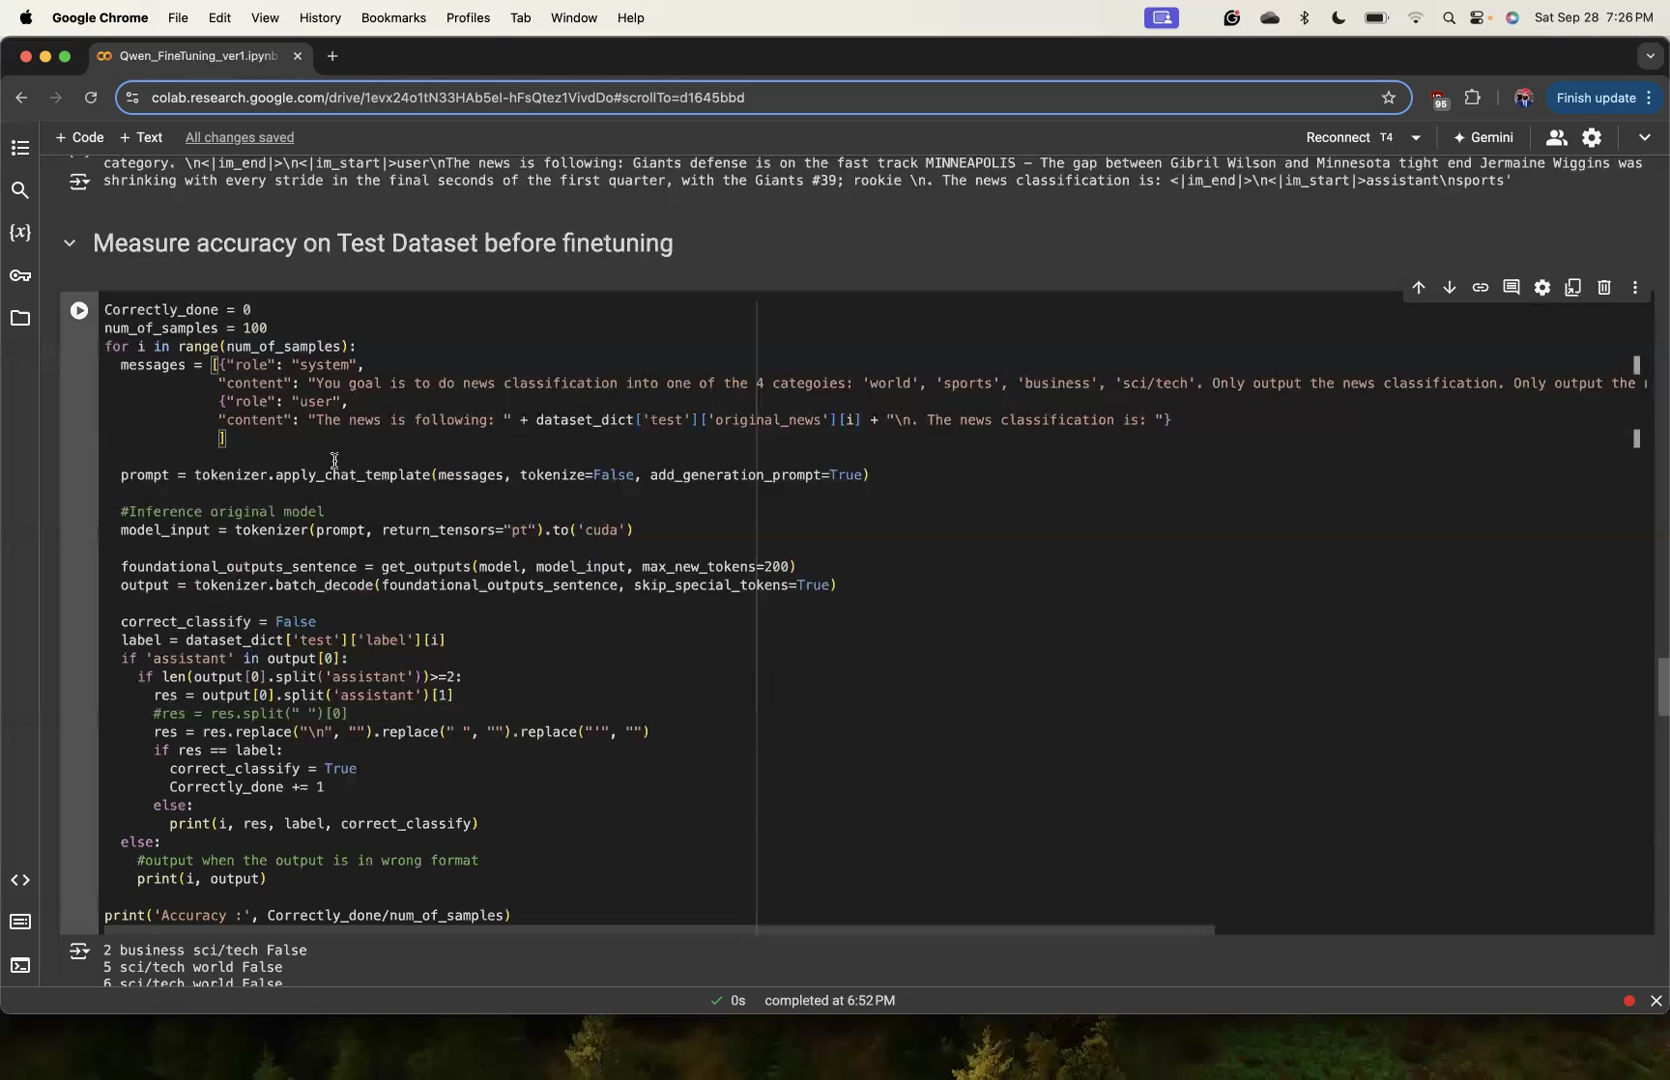 Google Chrome File Edit View History Bookmarks Profiles Tab Window Help Sat Sep 28 7:26 PM
Qwen_FineTuning_ver1.ipynb
colab.research.google.com/drive/1evx24o1tN33HAb5eI-hFsQtez1VivdDo#scrollTo=d1645bbd 95 Finish update
+ Code + Text All changes saved Reconnect T4 Gemini
category. \n<|im_end|>\n<|im_start|>user\nThe news is following: Giants defense is on the fast track MINNEAPOLIS – The gap between Gibril Wilson and Minnesota tight end Jermaine Wiggins was
shrinking with every stride in the final seconds of the first quarter, with the Giants #39; rookie \n. The news classification is: <|im_end|>\n<|im_start|>assistant\nsports'
Measure accuracy on Test Dataset before finetuning
Correctly_done = 0
num_of_samples = 100
for i in range(num_of_samples):
messages = [{"role": "system",
"content": "You goal is to do news classification into one of the 4 categoies: 'world', 'sports', 'business', 'sci/tech'. Only output the news classification. Only output the
{"role": "user",
"content": "The news is following: " + dataset_dict['test']['original_news'][i] + "\n. The news classification is: "}
]
prompt = tokenizer.apply_chat_template(messages, tokenize=False, add_generation_prompt=True)
#Inference original model
model_input = tokenizer(prompt, return_tensors="pt").to('cuda')
foundational_outputs_sentence = get_outputs(model, model_input, max_new_tokens=200)
output = tokenizer.batch_decode(foundational_outputs_sentence, skip_special_tokens=True)
correct_classify = False
label = dataset_dict['test']['label'][i]
if 'assistant' in output[0]:
if len(output[0].split('assistant'))>=2:
res = output[0].split('assistant')[1]
#res = res.split(" ")[0]
res = res.replace("\n", "").replace(" ", "").replace("'", "")
if res == label:
correct_classify = True
Correctly_done += 1
else:
print(i, res, label, correct_classify)
else:
#output when the output is in wrong format
print(i, output)
print('Accuracy :', Correctly_done/num_of_samples)
2 business sci/tech False
5 sci/tech world False
6 sci/tech world False
0s completed at 6:52 PM